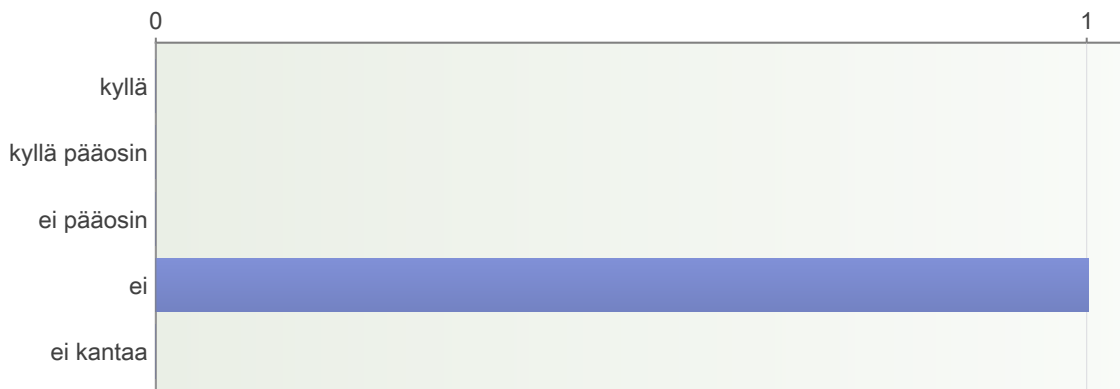 0 1
kyllä
kyllä pääosin
ei pääosin
ei
ei kantaa